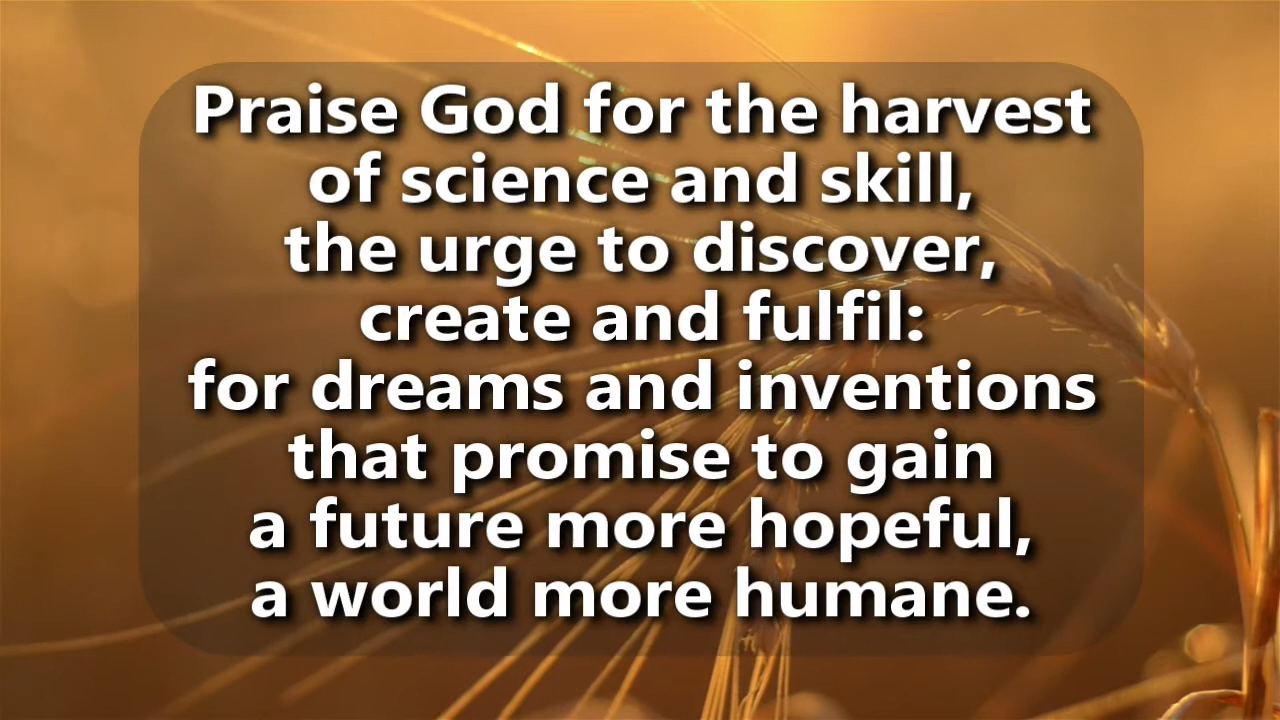 Praise God for the harvest
of science and skill,
the urge to discover,
create and fulfil:
for dreams and inventions
that promise to gain
a future more hopeful,
a world more humane.